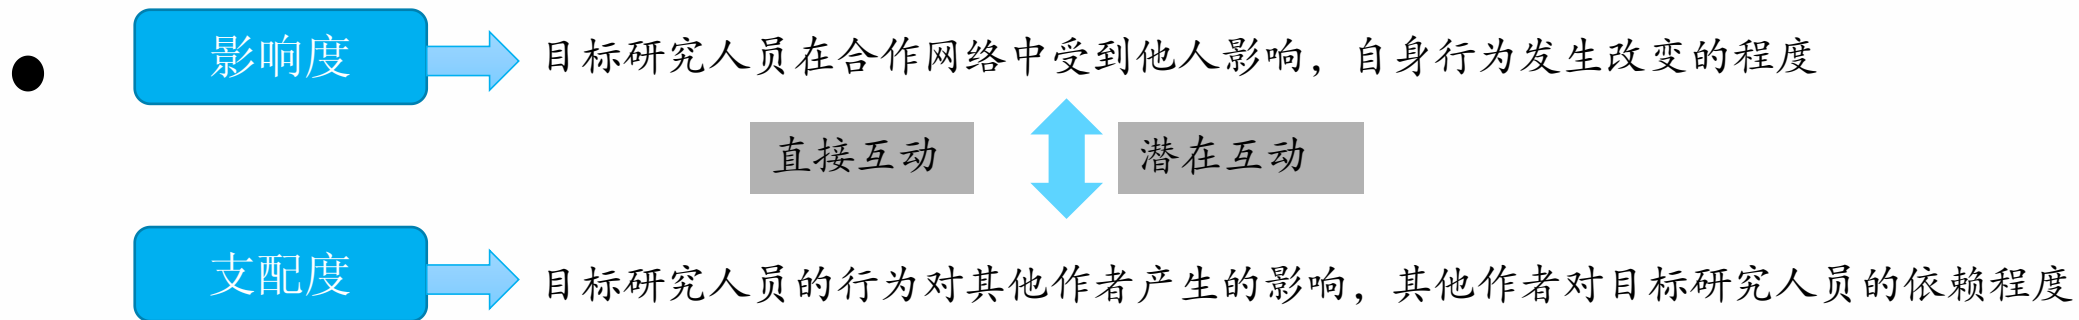 影响度
目标研究人员在合作网络中受到他人影响，自身行为发生改变的程度
直接互动
潜在互动
支配度
目标研究人员的行为对其他作者产生的影响，其他作者对目标研究人员的依赖程度